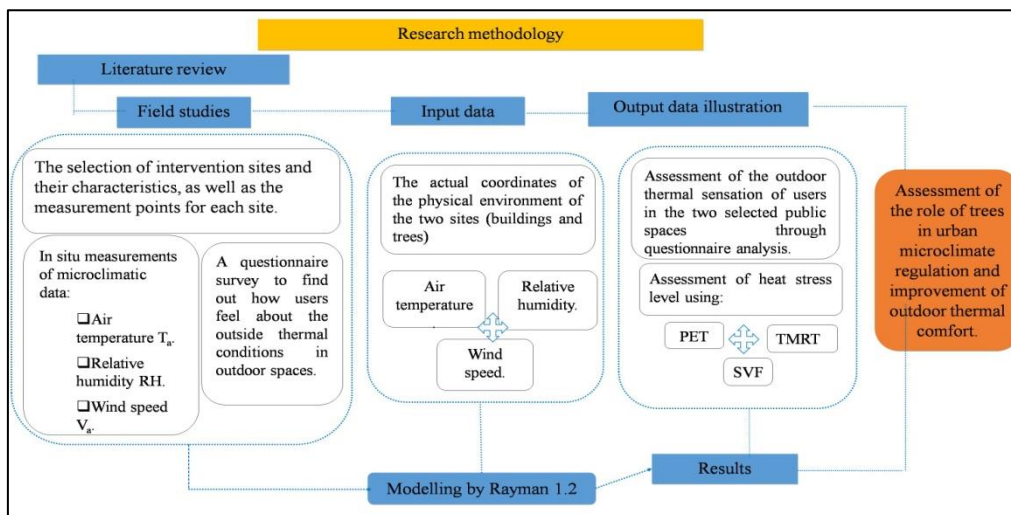 Research methodology
Literature review
Field studies
Input data
Output data illustration
The selection of intervention sites and
their characteristics, as well as the
measurement points for each site.
In situ measurements
of microclimatic
data:
❑Air
temperature Ta.
❑Relative
humidity RH.
❑Wind speed
Va.
A questionnaire
survey to find
out how users
feel about the
outside thermal
conditions in
outdoor spaces.
The actual coordinates of
the physical environment of
the two sites (buildings and
trees)
Air
temperature
.
Relative
humidity.
Wind
speed.
Assessment of the outdoor
thermal sensation of users
in the two selected public
spaces through
questionnaire analysis.
Assessment of heat stress
level using:
PET
TMRT
SVF
Assessment of
the role of trees
in urban
microclimate
regulation and
improvement of
outdoor thermal
comfort.
Modelling by Rayman 1.2
Results